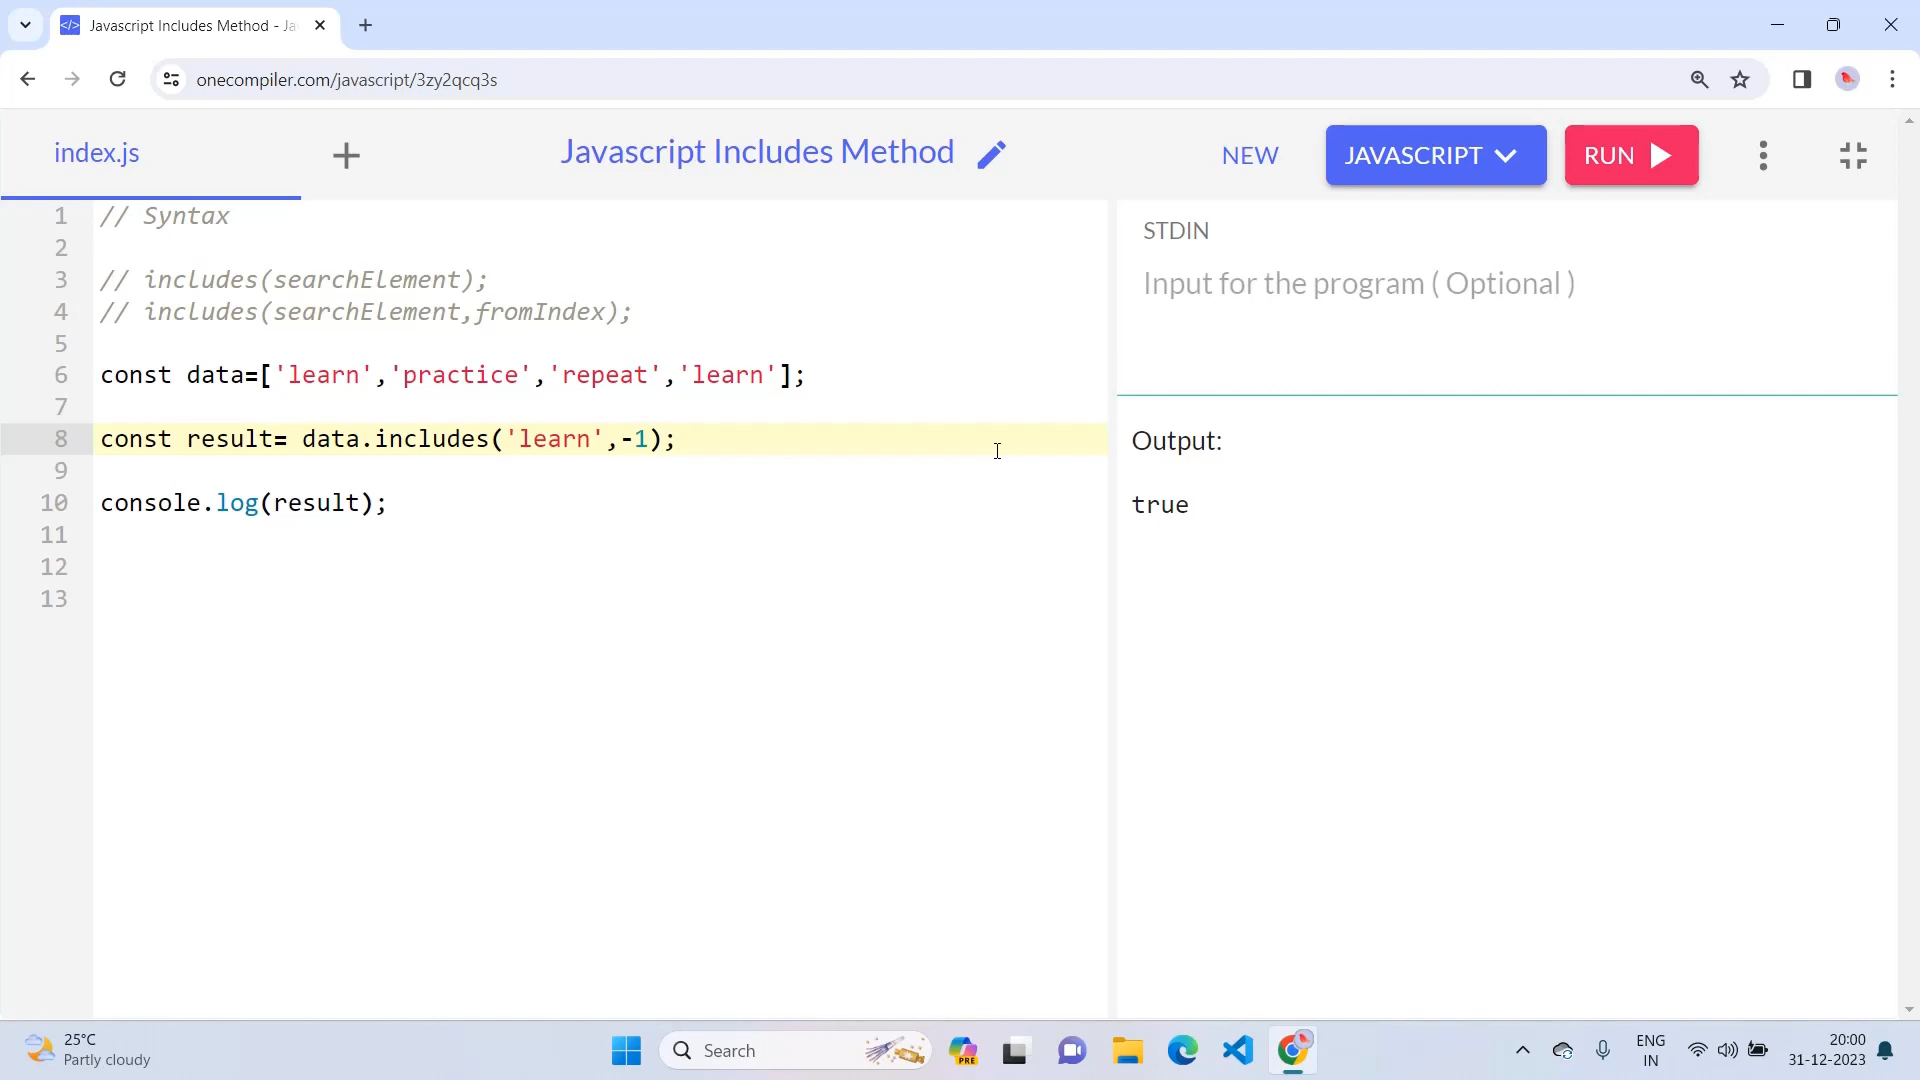 Javascript Includes Method - Ja
onecompiler.com/javascript/3zy2qcq3s
index.js
Javascript Includes Method
NEW
JAVASCRIPT
RUN
1 // Syntax
2
3 // includes(searchElement);
4 // includes(searchElement,fromIndex);
5
6 const data=['learn','practice','repeat','learn'];
7
8 const result= data.includes('learn',-1);
9
10 console.log(result);
11
12
13
STDIN
Input for the program ( Optional )
Output:
true
25°C
Partly cloudy
Search
PRE
ENG
IN
20:00
31-12-2023